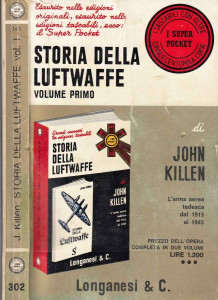 J. Killen: STORIA DELLA LUFTWAFFE vol. 1
302
Esaurito nelle edizioni
originali, esaurito nelle
edizioni tascabili, ecco:
il "Super Pocket"
I SUPER
POCKET
STORIA DELLA
LUFTWAFFE
VOLUME PRIMO
di
JOHN
KILLEN
L'arma aerea
tedesca
dal 1915
al 1945
STORIA
DELLA
LUFTWAFFE
di
JOHN
KILLEN
PREZZO DELL'OPERA
COMPLETA IN DUE VOLUMI
LIRE 1.200
Longanesi & C.
Longanesi & C.